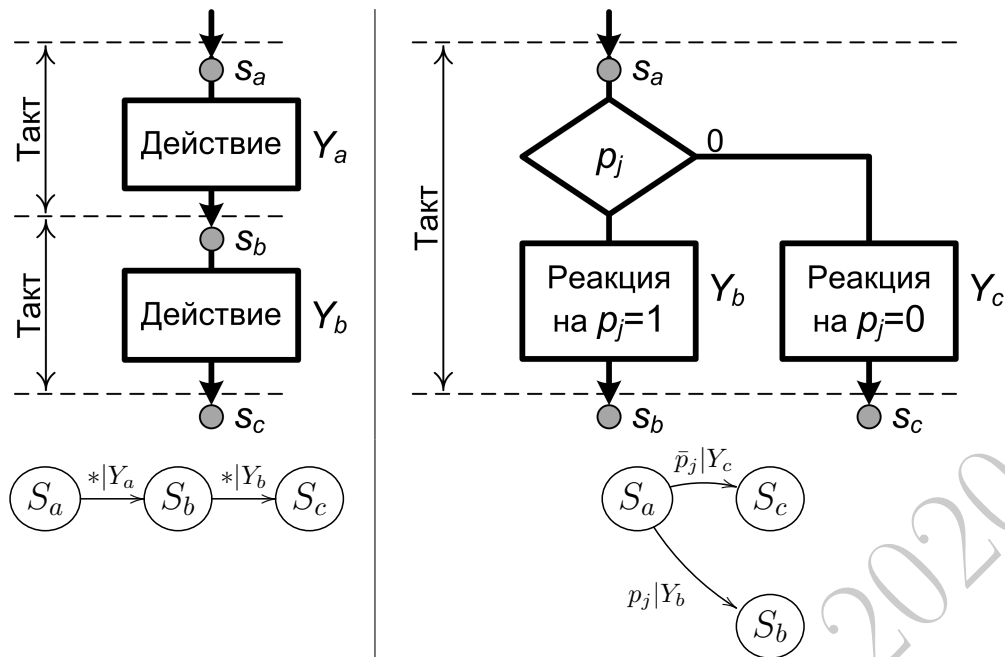 Такт
s_a
Действие Y_a
Такт
s_b
Действие Y_b
s_c
S_a *|Y_a S_b *|Y_b S_c
Такт
s_a
p_j 0
Реакция на p_j=1 Y_b
Реакция на p_j=0 Y_c
s_b s_c
S_a p̄_j|Y_c S_c
p_j|Y_b
S_b
2020